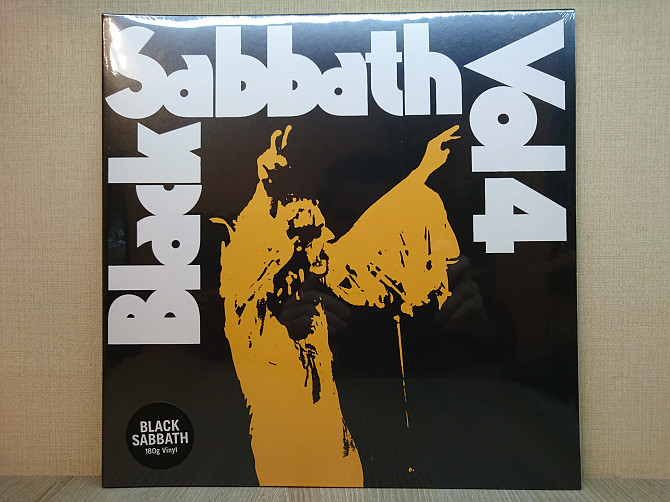 Black
Sabbath
Vol 4
BLACK
SABBATH
180g Vinyl